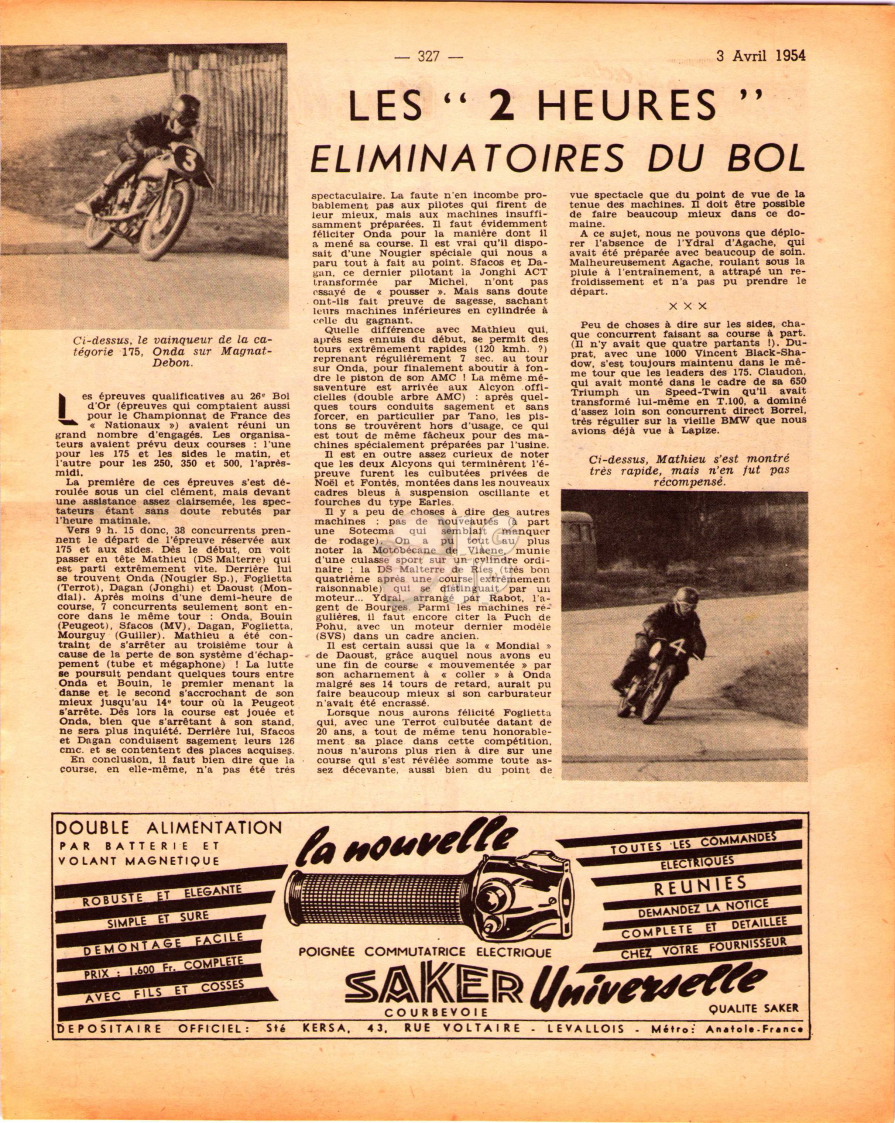 — 327 —
3 Avril 1954
LES “ 2 HEURES ”
ELIMINATOIRES DU BOL
3
Ci-dessus, le vainqueur de la ca-
tégorie 175, Onda sur Magnat-
Debon.
Les épreuves qualificatives au 26e Bol
d'Or (épreuves qui comptaient aussi
pour le Championnat de France des
« Nationaux ») avaient réuni un
grand nombre d'engagés. Les organisa-
teurs avaient prévu deux courses : l'une
pour les 175 et les sides le matin, et
l'autre pour les 250, 350 et 500, l'après-
midi.
La première de ces épreuves s'est dé-
roulée sous un ciel clément, mais devant
une assistance assez clairsemée, les spec-
tateurs étant sans doute rebutés par
l'heure matinale.
Vers 9 h. 15 donc, 38 concurrents pren-
nent le départ de l'épreuve réservée aux
175 et aux sides. Dès le début, on voit
passer en tête Mathieu (DS Malterre) qui
est parti extrêmement vite. Derrière lui
se trouvent Onda (Nougier Sp.), Foglietta
(Terrot), Dagan (Jonghi) et Daoust (Mon-
dial). Après moins d'une demi-heure de
course, 7 concurrents seulement sont en-
core dans le même tour : Onda, Bouin
(Peugeot), Sfacos (MV), Dagan, Foglietta,
Mourguy (Guiller). Mathieu a été con-
traint de s'arrêter au troisième tour à
cause de la perte de son système d'échap-
pement (tube et mégaphone) ! La lutte
se poursuit pendant quelques tours entre
Onda et Bouin, le premier menant la
danse et le second s'accrochant de son
mieux jusqu'au 14e tour où la Peugeot
s'arrête. Dès lors la course est jouée et
Onda, bien que s'arrêtant à son stand,
ne sera plus inquiété. Derrière lui, Sfacos
et Dagan conduisent sagement leurs 126
cmc. et se contentent des places acquises.
En conclusion, il faut bien dire que la
course, en elle-même, n'a pas été très
spectaculaire. La faute n'en incombe pro-
bablement pas aux pilotes qui firent de
leur mieux, mais aux machines insuffi-
samment préparées. Il faut évidemment
féliciter Onda pour la manière dont il
a mené sa course. Il est vrai qu'il dispo-
sait d'une Nougier spéciale qui nous a
paru tout à fait au point. Sfacos et Da-
gan, ce dernier pilotant la Jonghi ACT
transformée par Michel, n'ont pas
essayé de « pousser ». Mais sans doute
ont-ils fait preuve de sagesse, sachant
leurs machines inférieures en cylindrée à
celle du gagnant.
Quelle différence avec Mathieu qui,
après ses ennuis du début, se permit des
tours extrêmement rapides (120 kmh. ?)
reprenant régulièrement 7 sec. au tour
sur Onda, pour finalement aboutir à fon-
dre le piston de son AMC ! La même mé-
saventure est arrivée aux Alcyon offi-
cielles (double arbre AMC) : après quel-
ques tours conduits sagement et sans
forcer, en particulier par Tano, les pis-
tons se trouvèrent hors d'usage, ce qui
est tout de même fâcheux pour des ma-
chines spécialement préparées par l'usine.
Il est en outre assez curieux de noter
que les deux Alcyons qui terminèrent l'é-
preuve furent les culbutées privées de
Noël et Fontés, montées dans les nouveaux
cadres bleus à suspension oscillante et
fourches du type Earles.
Il y a peu de choses à dire des autres
machines : pas de nouveautés (à part
une Sotecma qui semblait manquer
de rodage). On a pu tout au plus
noter la Motobécane de Viaene, munie
d'une culasse sport sur un cylindre ordi-
naire ; la DS Malterre de Ries (très bon
quatrième après une course extrêmement
raisonnable) qui se distinguait par un
moteur... Ydral, arrangé par Rabot, l'a-
gent de Bourges. Parmi les machines ré-
gulières, il faut encore citer le Puch de
Pohu, avec un moteur dernier modèle
(SVS) dans un cadre ancien.
Il est certain aussi que la « Mondial »
de Daoust, grâce auquel nous avons eu
une fin de course « mouvementée » par
son acharnement à « coller » à Onda
malgré ses 14 tours de retard, aurait pu
faire beaucoup mieux si son carburateur
n'avait été encrassé.
Lorsque nous aurons félicité Foglietta
qui, avec une Terrot culbutée datant de
20 ans, a tout de même tenu honorable-
ment sa place dans cette compétition,
nous n'aurons plus rien à dire sur une
course qui s'est révélée somme toute as-
sez décevante, aussi bien du point de
vue spectacle que du point de vue de la
tenue des machines. Il doit être possible
de faire beaucoup mieux dans ce do-
maine.
A ce sujet, nous ne pouvons que déplo-
rer l'absence de l'Ydral d'Agache, qui
avait été préparée avec beaucoup de soin.
Malheureusement Agache, roulant sous la
pluie à l'entraînement, a attrapé un re-
froidissement et n'a pas pu prendre le
départ.
× × ×
Peu de choses à dire sur les sides, cha-
que concurrent faisant sa course à part.
(Il n'y avait que quatre partants !). Du-
prat, avec une 1000 Vincent Black-Sha-
dow, s'est toujours maintenu dans le mê-
me tour que les leaders des 175. Claudon,
qui avait monté dans le cadre de sa 650
Triumph un Speed-Twin qu'il avait
transformé lui-même en T.100, a dominé
d'assez loin son concurrent direct Borrel,
très régulier sur la vieille BMW que nous
avions déjà vue à Lapize.
Ci-dessus, Mathieu s'est montré
très rapide, mais n'en fut pas
récompensé.
4
DOUBLE ALIMENTATION
PAR BATTERIE ET
VOLANT MAGNETIQUE
ROBUSTE ET ELEGANTE
SIMPLE ET SURE
DEMONTAGE FACILE
PRIX : 1.600 Fr. COMPLETE
AVEC FILS ET COSSES
la nouvelle
POIGNÉE COMMUTATRICE ELECTRIQUE
SAKER Universelle
COURBEVOIE
TOUTES LES COMMANDES
ELECTRIQUES
REUNIES
DEMANDEZ LA NOTICE
COMPLETE ET DETAILLEE
CHEZ VOTRE FOURNISSEUR
QUALITE SAKER
DEPOSITAIRE OFFICIEL : Sté KERSA, 43, RUE VOLTAIRE - LEVALLOIS - Métro : Anatole-France